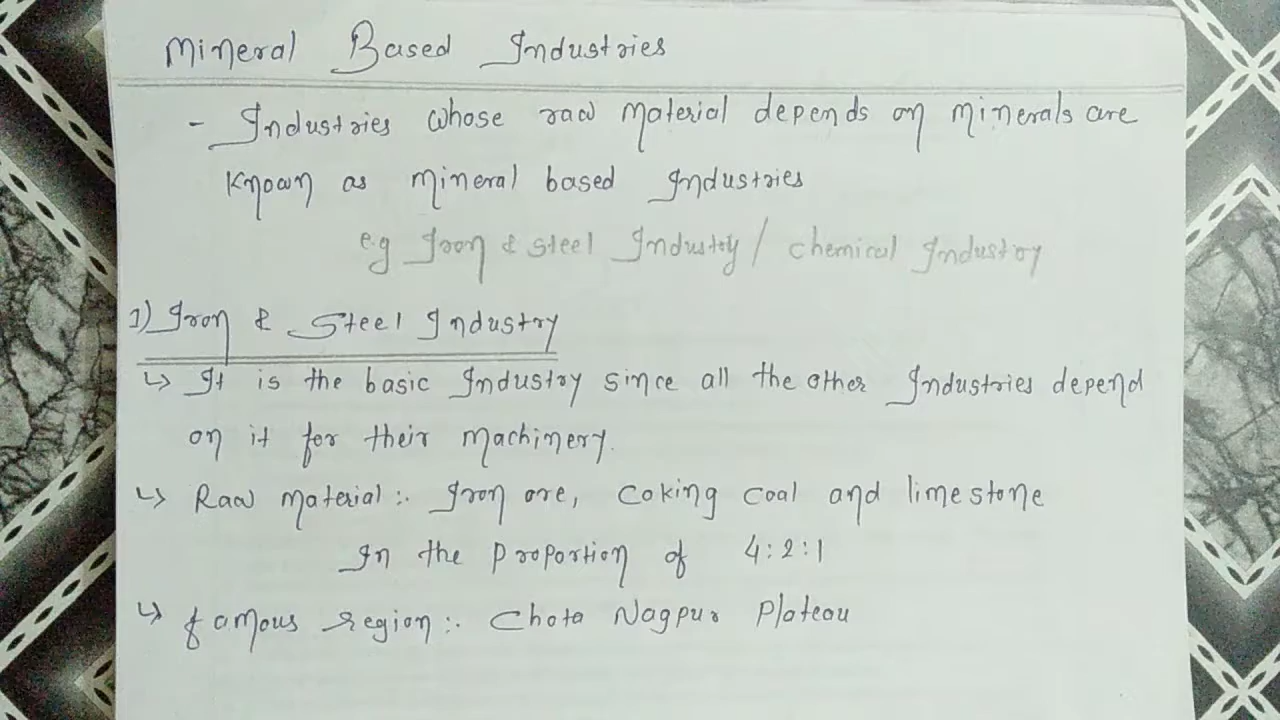 Mineral Based Industries
- Industries whose raw material depends on minerals are
known as mineral based Industries
e.g Iron & steel Industry / chemical Industry
1) Iron & Steel Industry
↳ It is the basic Industry since all the other Industries depend
on it for their machinery.
↳ Raw material :- Iron ore, coking coal and limestone
In the proportion of 4:2:1
↳ famous region :- Chota Nagpur Plateau